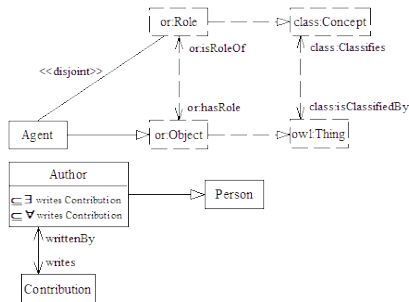 or:Role
class:Concept
<<disjoint>>
or:isRoleOf
class:Classifies
or:hasRole
class:isClassifiedBy
Agent
or:Object
owl:Thing
Author
⊆∃ writes Contribution
⊆∀ writes Contribution
Person
writtenBy
writes
Contribution